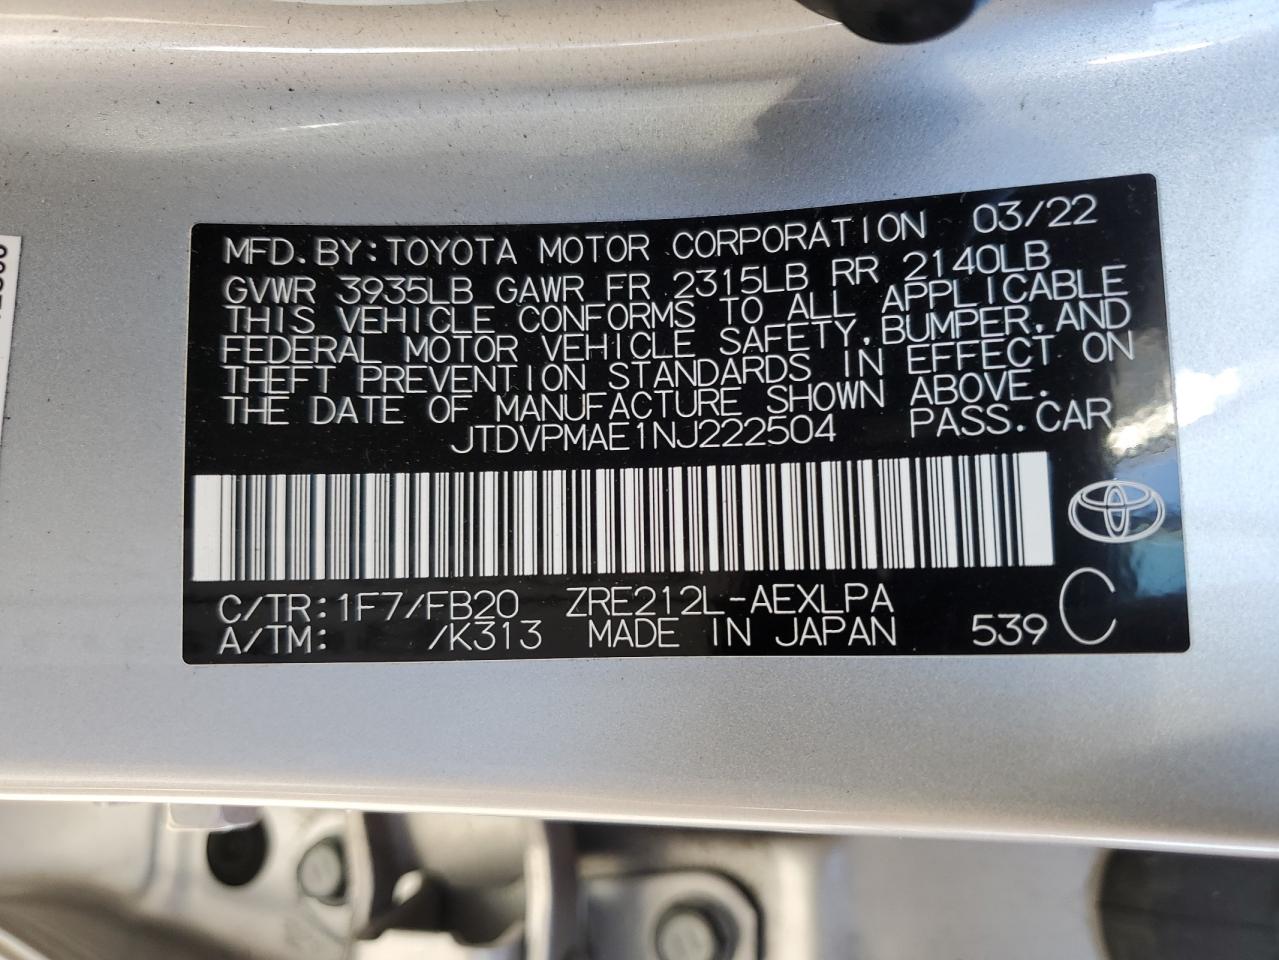 MFD.BY:TOYOTA MOTOR CORPORATION 03/22
GVWR 3935LB GAWR FR 2315LB RR 2140LB
THIS VEHICLE CONFORMS TO ALL APPLICABLE
FEDERAL MOTOR VEHICLE SAFETY,BUMPER,AND
THEFT PREVENTION STANDARDS IN EFFECT ON
THE DATE OF MANUFACTURE SHOWN ABOVE.
JTDVPMAE1NJ222504 PASS.CAR
C/TR:1F7/FB20 ZRE212L-AEXLPA
A/TM: /K313 MADE IN JAPAN 539 C